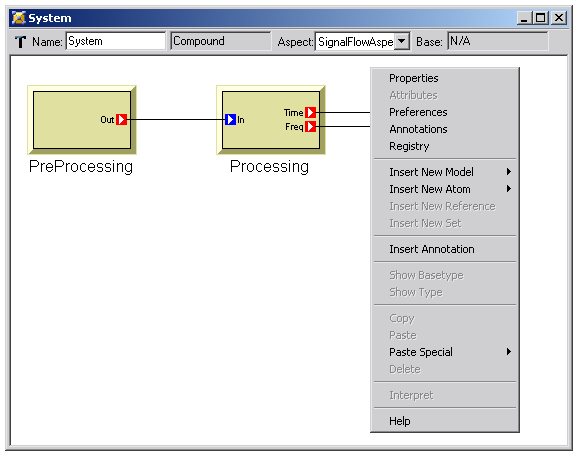 System
T Name: System Compound Aspect: SignalFlowAspe Base: N/A
Out
In
Time
Freq
PreProcessing
Processing
Properties
Attributes
Preferences
Annotations
Registry
Insert New Model
Insert New Atom
Insert New Reference
Insert New Set
Insert Annotation
Show Basetype
Show Type
Copy
Paste
Paste Special
Delete
Interpret
Help